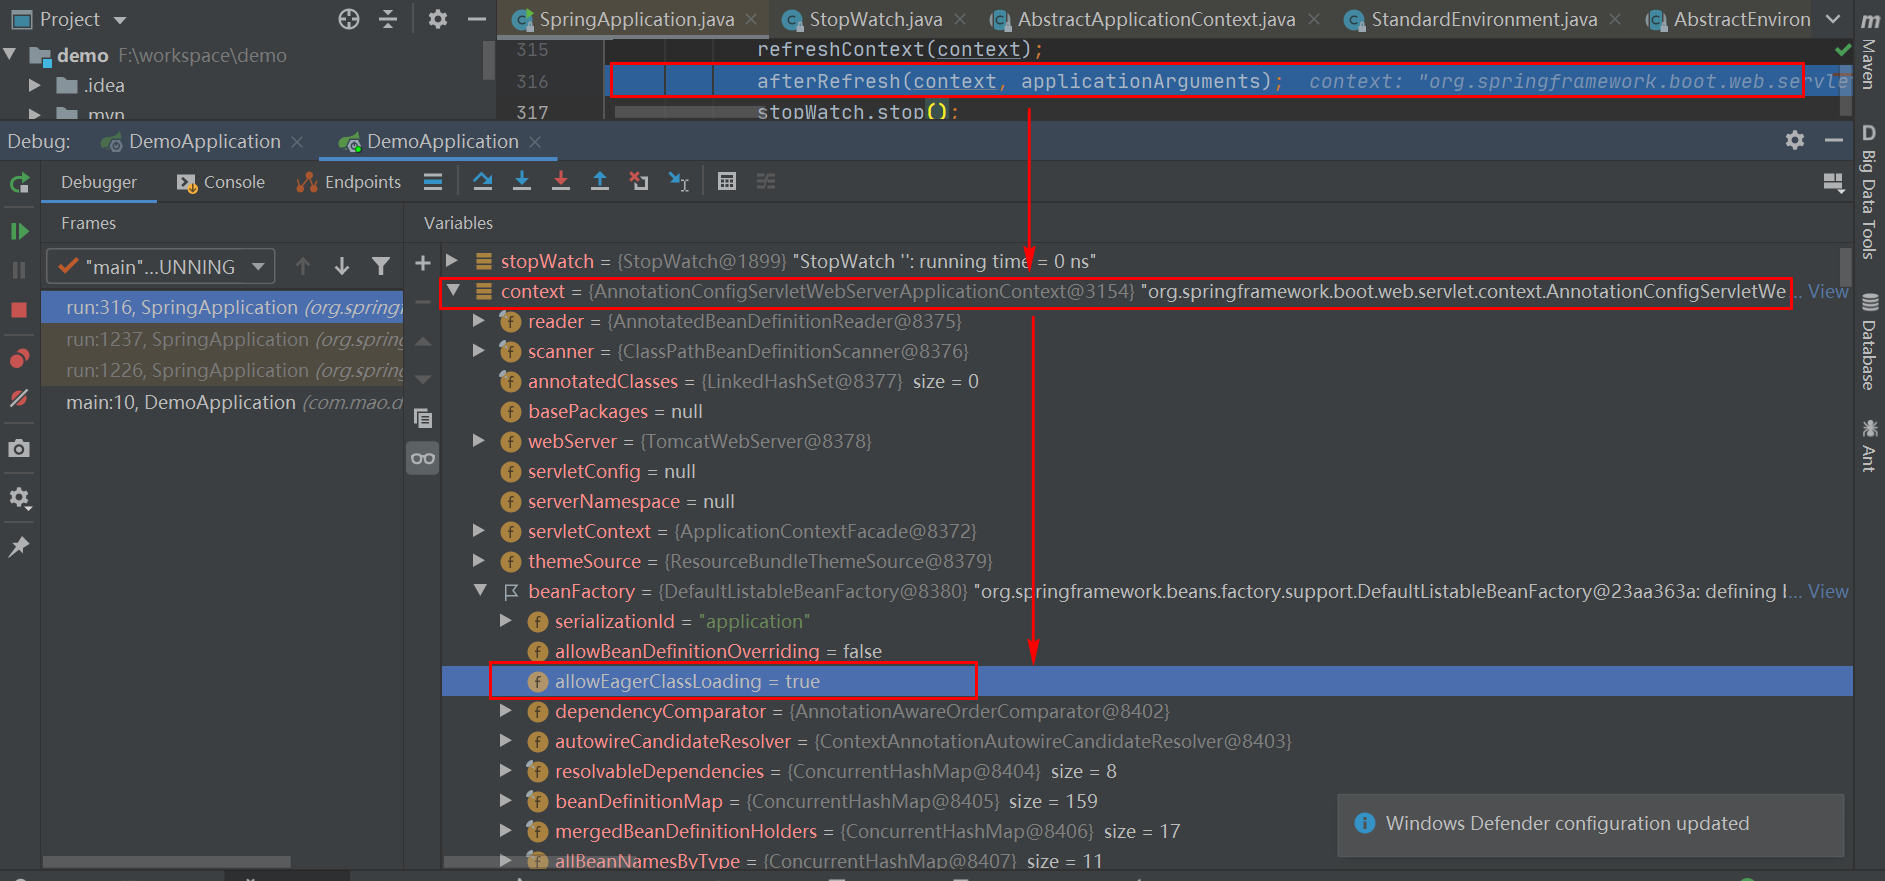 Project
SpringApplication.java
StopWatch.java
AbstractApplicationContext.java
StandardEnvironment.java
AbstractEnviron
demo F:\workspace\demo
.idea
.mvn
315 refreshContext(context);
316 afterRefresh(context, applicationArguments); context: "org.springframework.boot.web.servlet
317 stopWatch.stop();
Maven
Big Data Tools
Database
Ant
Debug: DemoApplication DemoApplication
Debugger Console Endpoints
Frames
Variables
"main"...UNNING
run:316, SpringApplication (org.springf
run:1237, SpringApplication (org.spring
run:1226, SpringApplication (org.spring
main:10, DemoApplication (com.mao.d
stopWatch = {StopWatch@1899} "StopWatch '': running time = 0 ns"
context = {AnnotationConfigServletWebServerApplicationContext@3154} "org.springframework.boot.web.servlet.context.AnnotationConfigServletWe... View
reader = {AnnotatedBeanDefinitionReader@8375}
scanner = {ClassPathBeanDefinitionScanner@8376}
annotatedClasses = {LinkedHashSet@8377} size = 0
basePackages = null
webServer = {TomcatWebServer@8378}
servletConfig = null
serverNamespace = null
servletContext = {ApplicationContextFacade@8372}
themeSource = {ResourceBundleThemeSource@8379}
beanFactory = {DefaultListableBeanFactory@8380} "org.springframework.beans.factory.support.DefaultListableBeanFactory@23aa363a: defining b... View
serializationId = "application"
allowBeanDefinitionOverriding = false
allowEagerClassLoading = true
dependencyComparator = {AnnotationAwareOrderComparator@8402}
autowireCandidateResolver = {ContextAnnotationAutowireCandidateResolver@8403}
resolvableDependencies = {ConcurrentHashMap@8404} size = 8
beanDefinitionMap = {ConcurrentHashMap@8405} size = 159
mergedBeanDefinitionHolders = {ConcurrentHashMap@8406} size = 17
allBeanNamesByType = {ConcurrentHashMap@8407} size = 11
Windows Defender configuration updated